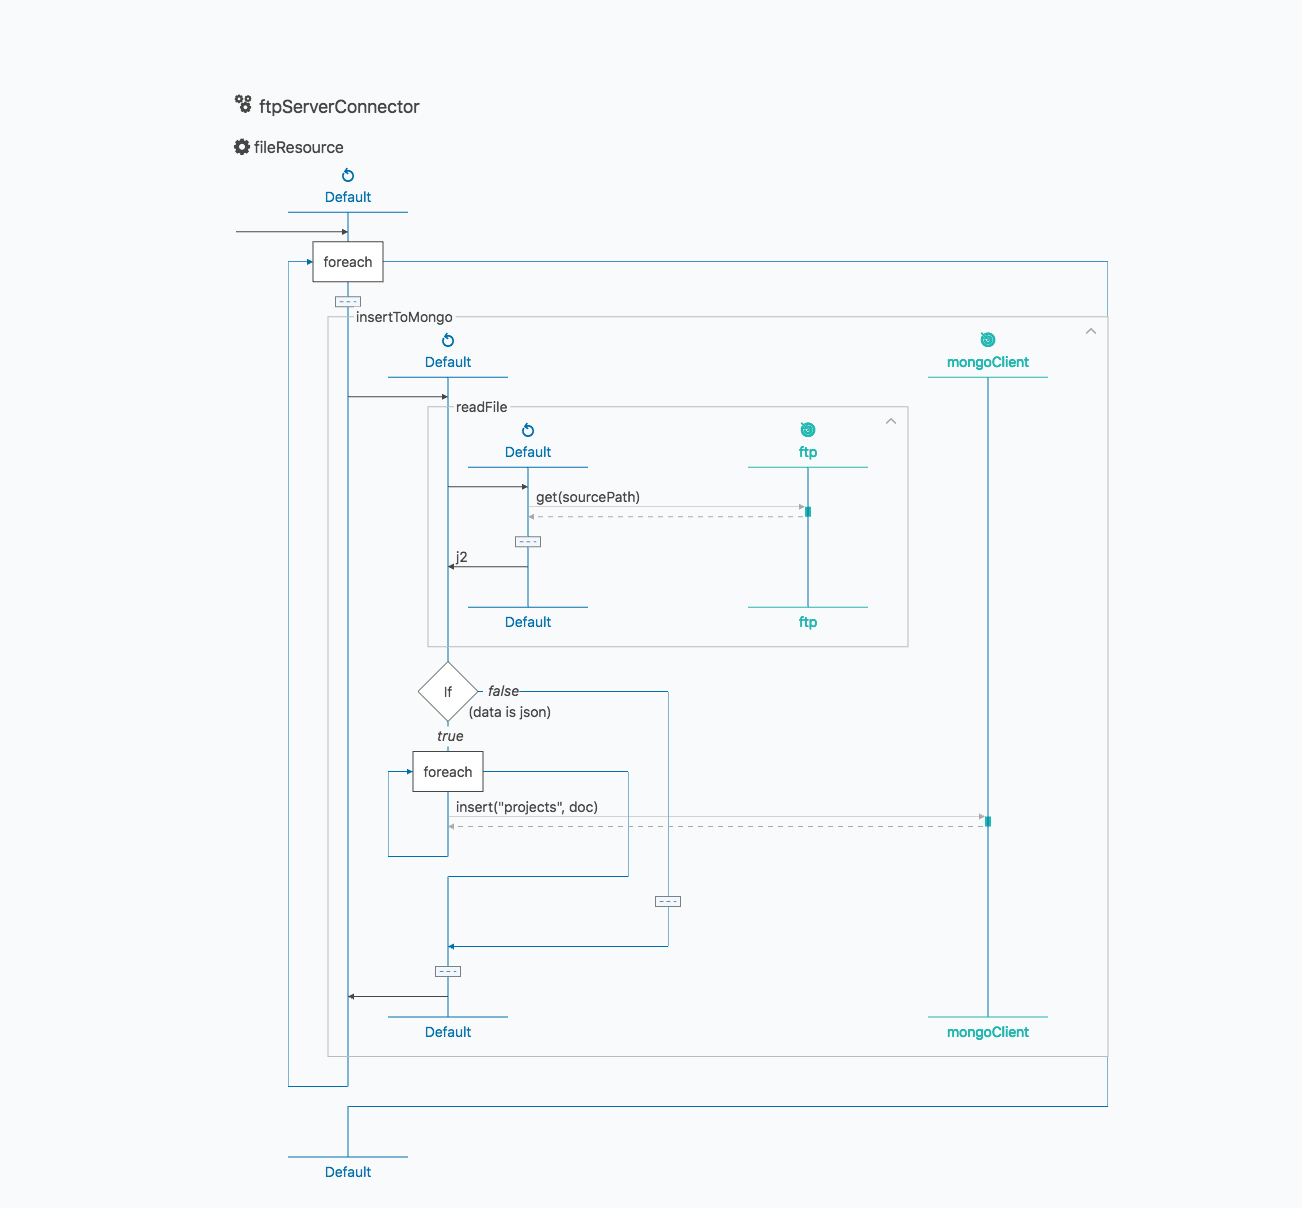 ftpServerConnector
fileResource
Default
foreach
insertToMongo
Default
mongoClient
readFile
Default
ftp
get(sourcePath)
j2
Default
ftp
If
false
(data is json)
true
foreach
insert("projects", doc)
Default
mongoClient
Default